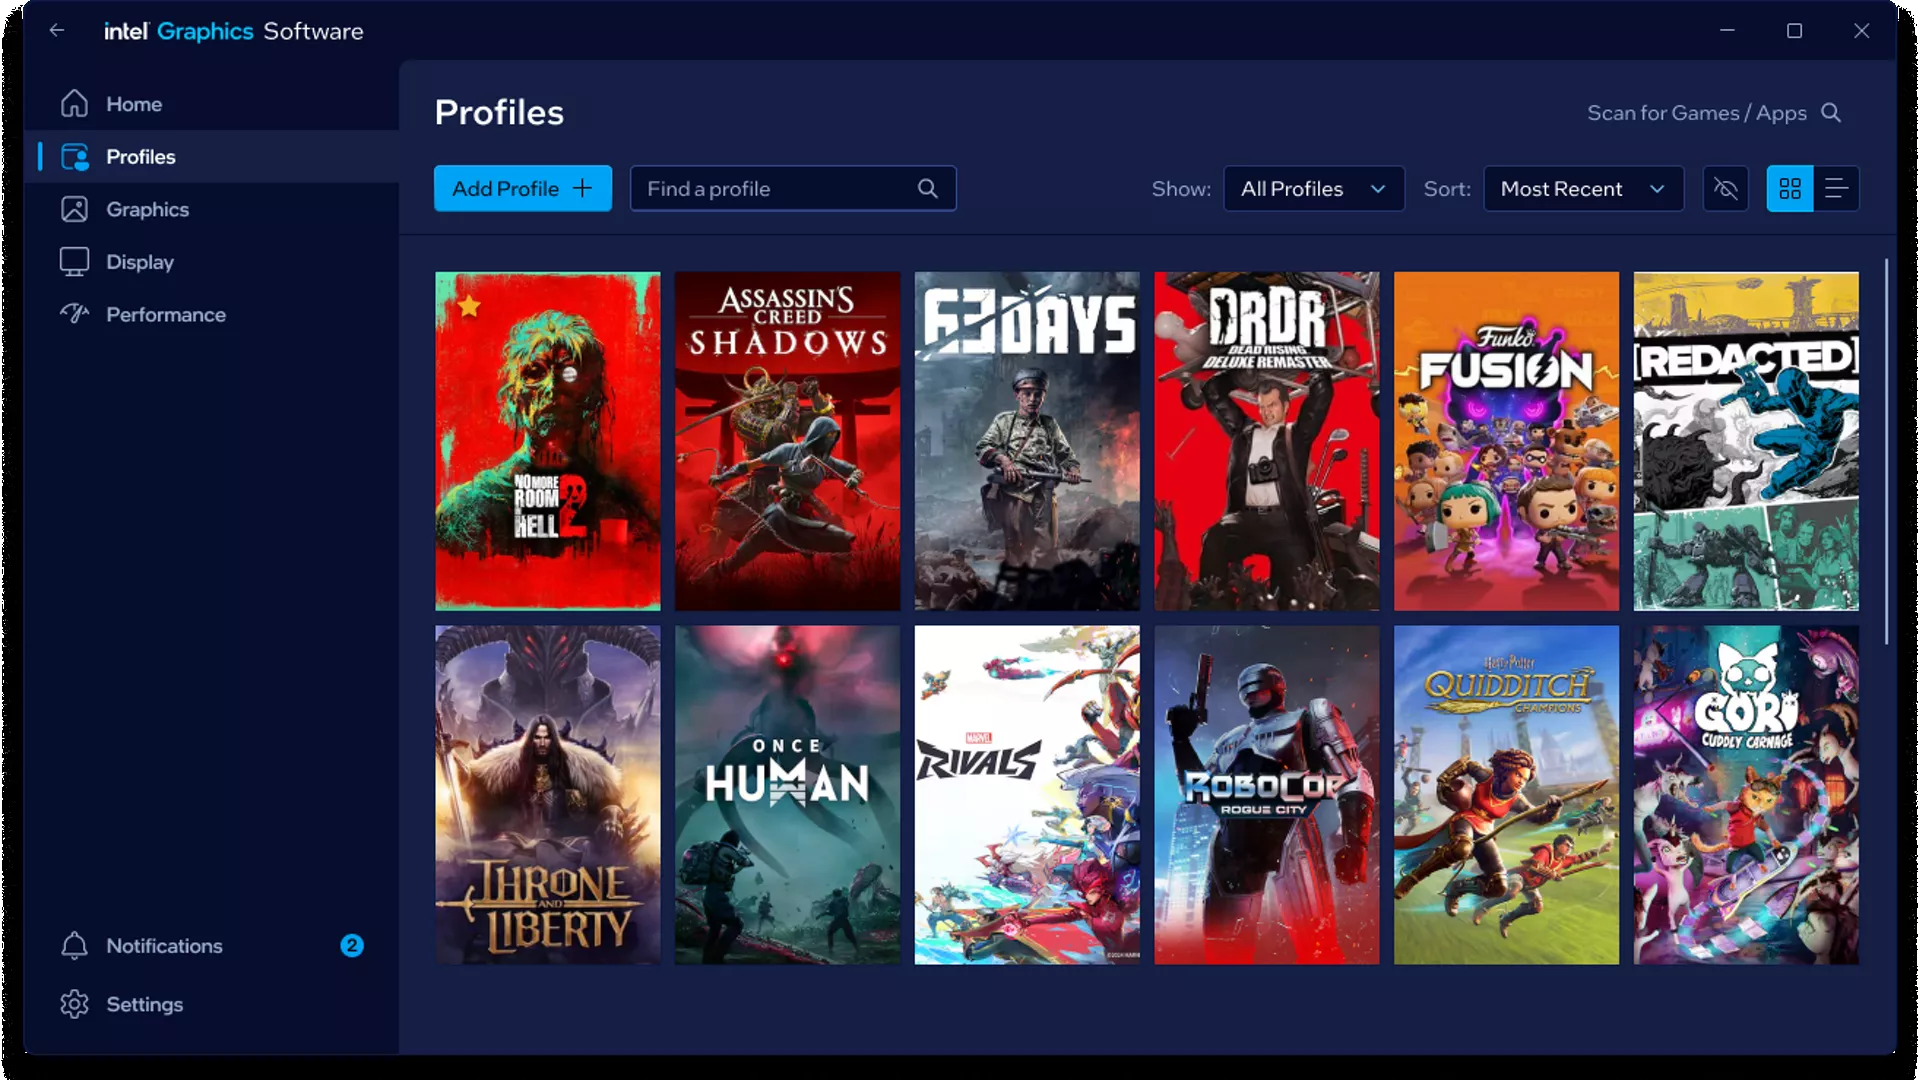 intel Graphics Software
Home
Profiles
Graphics
Display
Performance
Notifications
2
Settings
Profiles
Scan for Games / Apps
Add Profile
Find a profile
Show:
All Profiles
Sort:
Most Recent
NO MORE
ROOM
HELL
2
ASSASSIN'S
CREED
SHADOWS
63DAYS
DRDR
DEAD RISING
DELUXE REMASTER
Funko
FUSION
[REDACTED]
THRONE
AND
LIBERTY
ONCE
HUMAN
MARVEL
RIVALS
ROBOCOP
ROGUE CITY
Harry Potter
QUIDDITCH
CHAMPIONS
GORI
CUDDLY CARNAGE